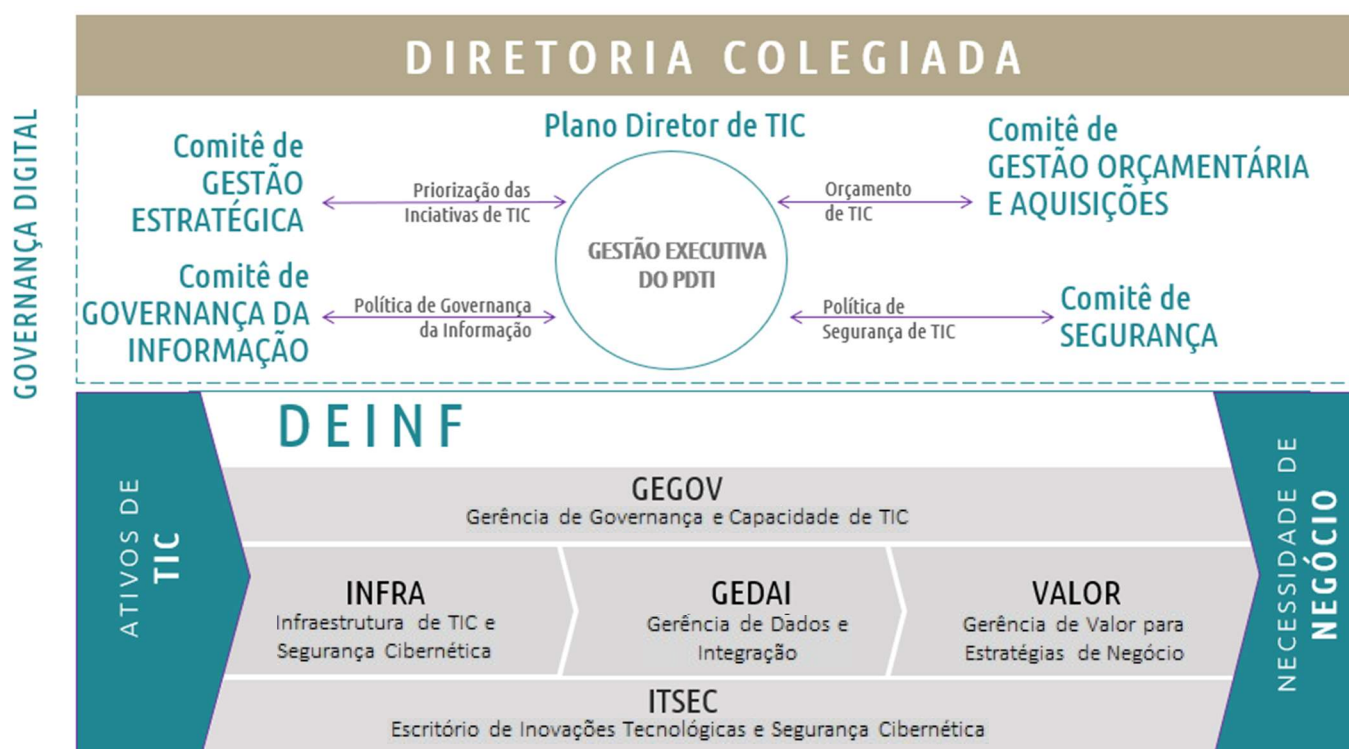 DIRETORIA COLEGIADA
GOVERNANÇA DIGITAL
Plano Diretor de TIC
Comitê de
GESTÃO
ESTRATÉGICA
Priorização das
Inciativas de TIC
Orçamento
de TIC
Comitê de
GESTÃO ORÇAMENTÁRIA
E AQUISIÇÕES
GESTÃO EXECUTIVA
DO PDTI
Comitê de
GOVERNANÇA DA
INFORMAÇÃO
Política de Governança
da Informação
Política de
Segurança de TIC
Comitê de
SEGURANÇA
DEINF
ATIVOS DE
TIC
GEGOV
Gerência de Governança e Capacidade de TIC
INFRA
Infraestrutura de TIC e
Segurança Cibernética
GEDAI
Gerência de Dados e
Integração
VALOR
Gerência de Valor para
Estratégias de Negócio
ITSEC
Escritório de Inovações Tecnológicas e Segurança Cibernética
NECESSIDADE DE
NEGÓCIO